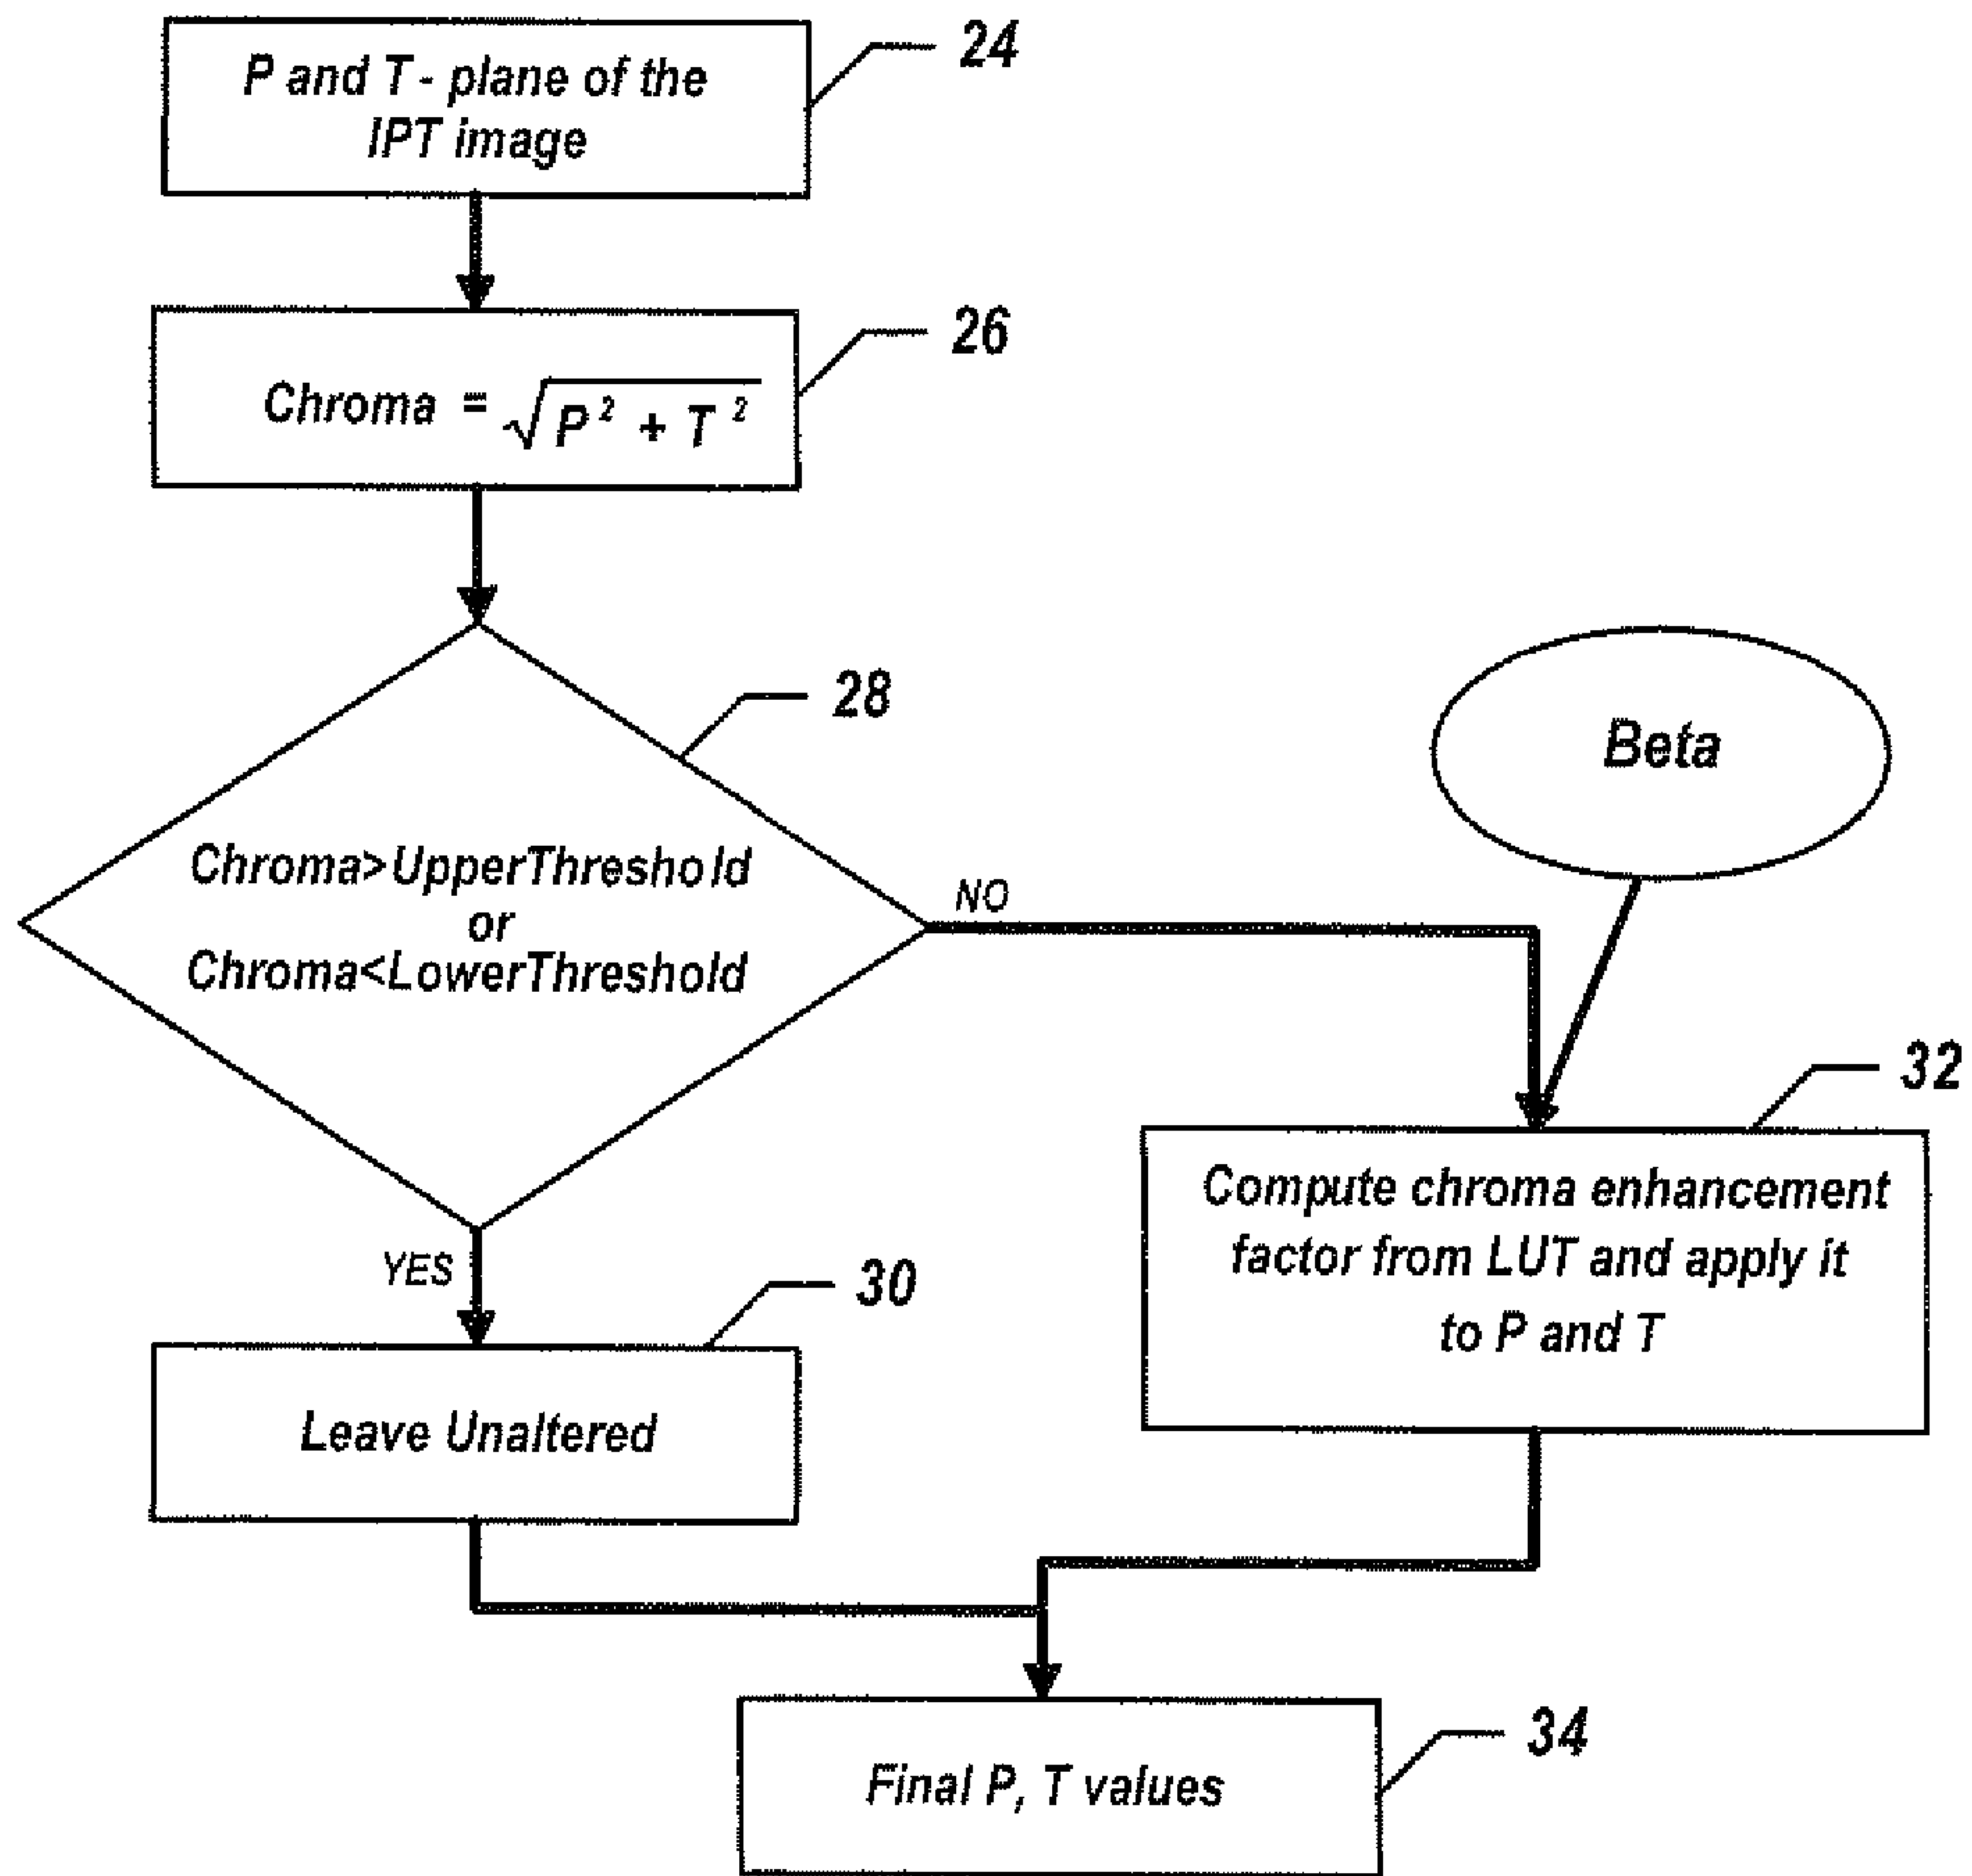 P and T - plane of the
IPT image
24
Chroma = √P² + T²
26
Chroma>UpperThreshold
or
Chroma<LowerThreshold
28
NO
YES
Beta
Leave Unaltered
30
Compute chroma enhancement
factor from LUT and apply it
to P and T
32
Final P, T values
34